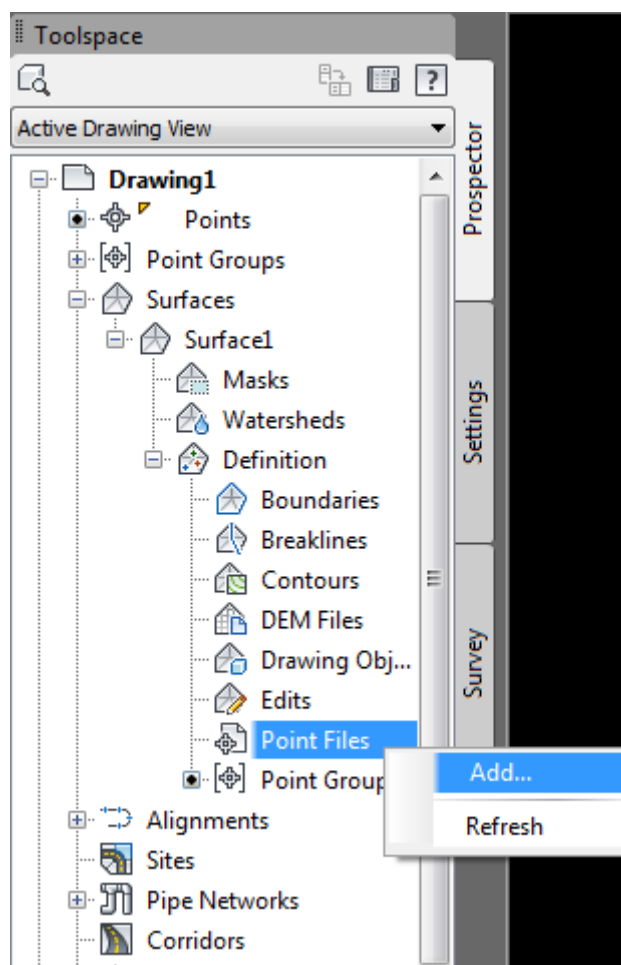 Toolspace
?
Active Drawing View
Drawing1
Points
Point Groups
Surfaces
Surface1
Masks
Watersheds
Definition
Boundaries
Breaklines
Contours
DEM Files
Drawing Obj...
Edits
Point Files
Point Group
Add...
Refresh
Alignments
Sites
Pipe Networks
Corridors
Prospector
Settings
Survey